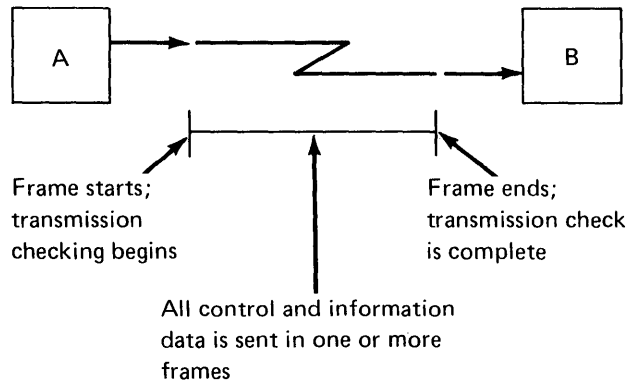 A
B
Frame starts;
transmission
checking begins
Frame ends;
transmission check
is complete
All control and information
data is sent in one or more
frames